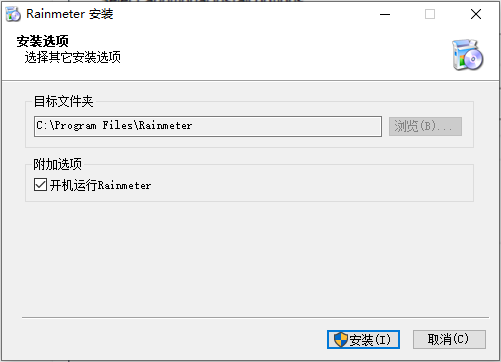 Rainmeter 安装
安装选项
选择其它安装选项
目标文件夹
C:\Program Files\Rainmeter
浏览(B)...
附加选项
开机运行Rainmeter
安装(I)
取消(C)